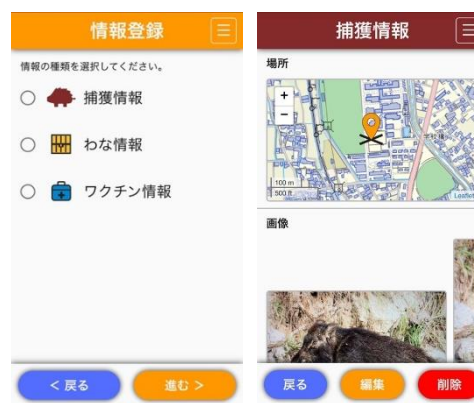 情報登録
情報の種類を選択してください。
捕獲情報
わな情報
ワクチン情報
< 戻る
進む >
捕獲情報
場所
+
−
100 m
500 ft
Leaflet
画像
戻る
編集
削除